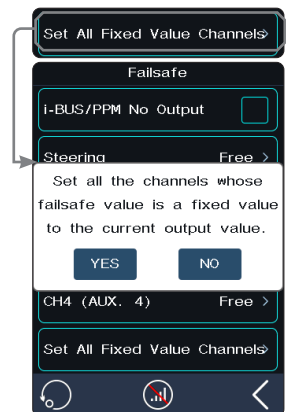 Set All Fixed Value Channels
Failsafe
i-BUS/PPM No Output
Steering Free >
Set all the channels whose
failsafe value is a fixed value
to the current output value.
YES NO
CH4 (AUX. 4) Free >
Set All Fixed Value Channels